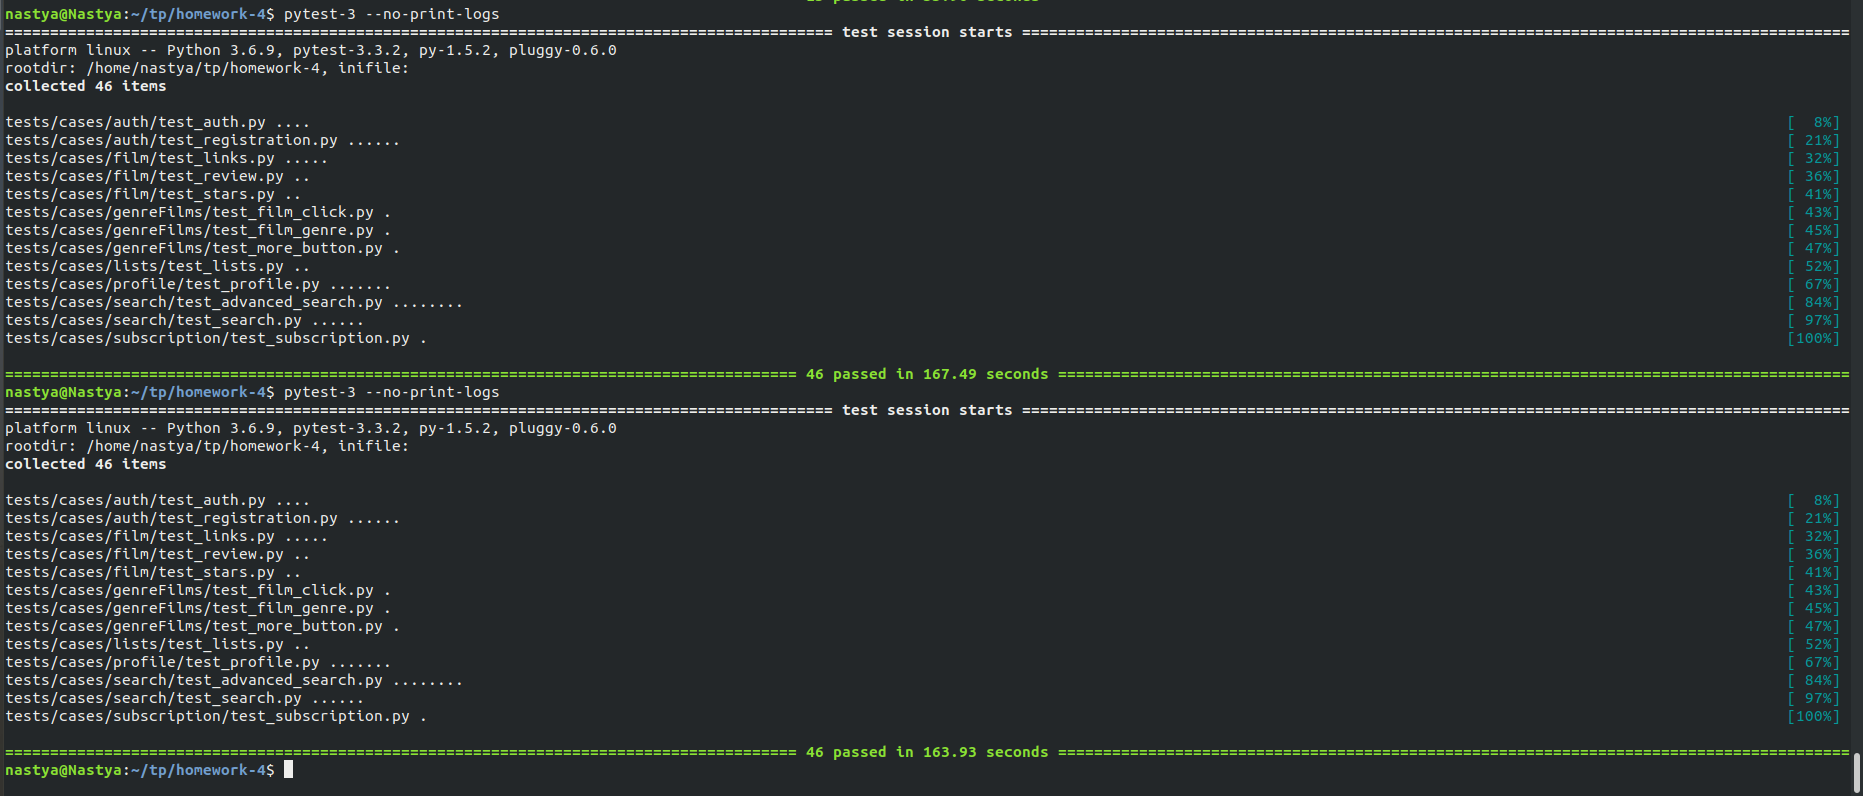 nastya@Nastya:~/tp/homework-4$ pytest-3 --no-print-logs
============================================================================================ test session starts ============================================================================================
platform linux -- Python 3.6.9, pytest-3.3.2, py-1.5.2, pluggy-0.6.0
rootdir: /home/nastya/tp/homework-4, inifile:
collected 46 items
tests/cases/auth/test_auth.py .... [  8%]
tests/cases/auth/test_registration.py ...... [ 21%]
tests/cases/film/test_links.py ..... [ 32%]
tests/cases/film/test_review.py .. [ 36%]
tests/cases/film/test_stars.py .. [ 41%]
tests/cases/genreFilms/test_film_click.py . [ 43%]
tests/cases/genreFilms/test_film_genre.py . [ 45%]
tests/cases/genreFilms/test_more_button.py . [ 47%]
tests/cases/lists/test_lists.py .. [ 52%]
tests/cases/profile/test_profile.py ....... [ 67%]
tests/cases/search/test_advanced_search.py ........ [ 84%]
tests/cases/search/test_search.py ...... [ 97%]
tests/cases/subscription/test_subscription.py . [100%]
======================================================================================== 46 passed in 167.49 seconds ========================================================================================
nastya@Nastya:~/tp/homework-4$ pytest-3 --no-print-logs
============================================================================================ test session starts ============================================================================================
platform linux -- Python 3.6.9, pytest-3.3.2, py-1.5.2, pluggy-0.6.0
rootdir: /home/nastya/tp/homework-4, inifile:
collected 46 items
tests/cases/auth/test_auth.py .... [  8%]
tests/cases/auth/test_registration.py ...... [ 21%]
tests/cases/film/test_links.py ..... [ 32%]
tests/cases/film/test_review.py .. [ 36%]
tests/cases/film/test_stars.py .. [ 41%]
tests/cases/genreFilms/test_film_click.py . [ 43%]
tests/cases/genreFilms/test_film_genre.py . [ 45%]
tests/cases/genreFilms/test_more_button.py . [ 47%]
tests/cases/lists/test_lists.py .. [ 52%]
tests/cases/profile/test_profile.py ....... [ 67%]
tests/cases/search/test_advanced_search.py ........ [ 84%]
tests/cases/search/test_search.py ...... [ 97%]
tests/cases/subscription/test_subscription.py . [100%]
======================================================================================== 46 passed in 163.93 seconds ========================================================================================
nastya@Nastya:~/tp/homework-4$